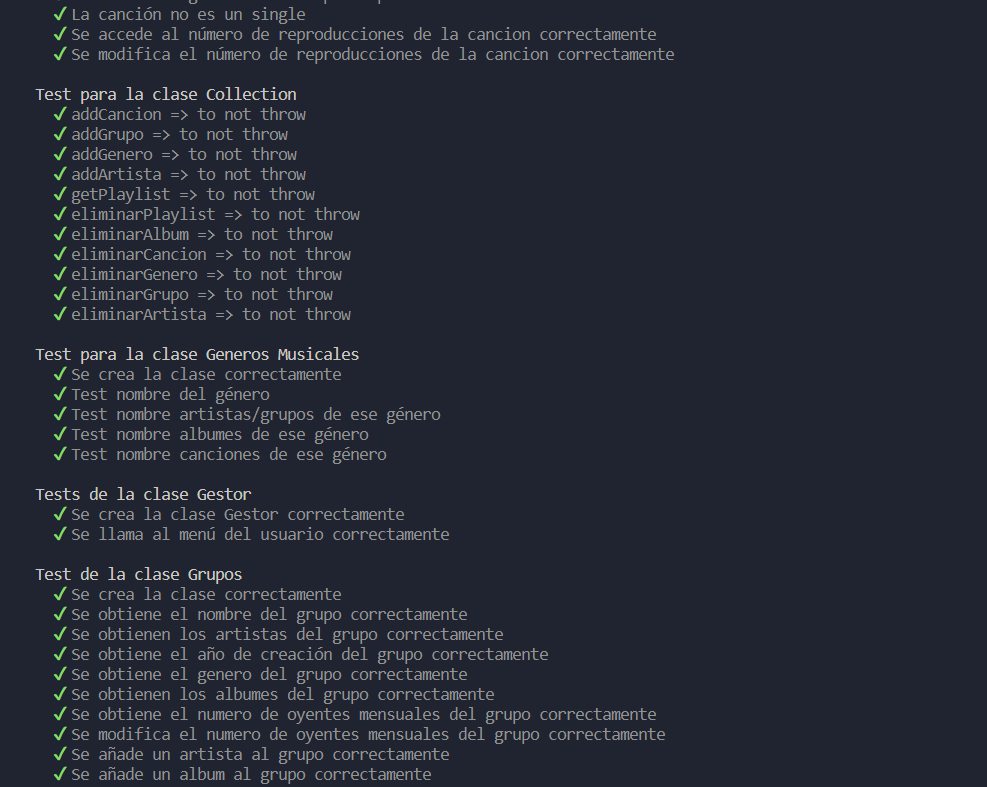 ✓ La canción no es un single
✓ Se accede al número de reproducciones de la cancion correctamente
✓ Se modifica el número de reproducciones de la cancion correctamente
Test para la clase Collection
✓ addCancion => to not throw
✓ addGrupo => to not throw
✓ addGenero => to not throw
✓ addArtista => to not throw
✓ getPlaylist => to not throw
✓ eliminarPlaylist => to not throw
✓ eliminarAlbum => to not throw
✓ eliminarCancion => to not throw
✓ eliminarGenero => to not throw
✓ eliminarGrupo => to not throw
✓ eliminarArtista => to not throw
Test para la clase Generos Musicales
✓ Se crea la clase correctamente
✓ Test nombre del género
✓ Test nombre artistas/grupos de ese género
✓ Test nombre albumes de ese género
✓ Test nombre canciones de ese género
Tests de la clase Gestor
✓ Se crea la clase Gestor correctamente
✓ Se llama al menú del usuario correctamente
Test de la clase Grupos
✓ Se crea la clase correctamente
✓ Se obtiene el nombre del grupo correctamente
✓ Se obtienen los artistas del grupo correctamente
✓ Se obtiene el año de creación del grupo correctamente
✓ Se obtiene el genero del grupo correctamente
✓ Se obtienen los albumes del grupo correctamente
✓ Se obtiene el numero de oyentes mensuales del grupo correctamente
✓ Se modifica el numero de oyentes mensuales del grupo correctamente
✓ Se añade un artista al grupo correctamente
✓ Se añade un album al grupo correctamente